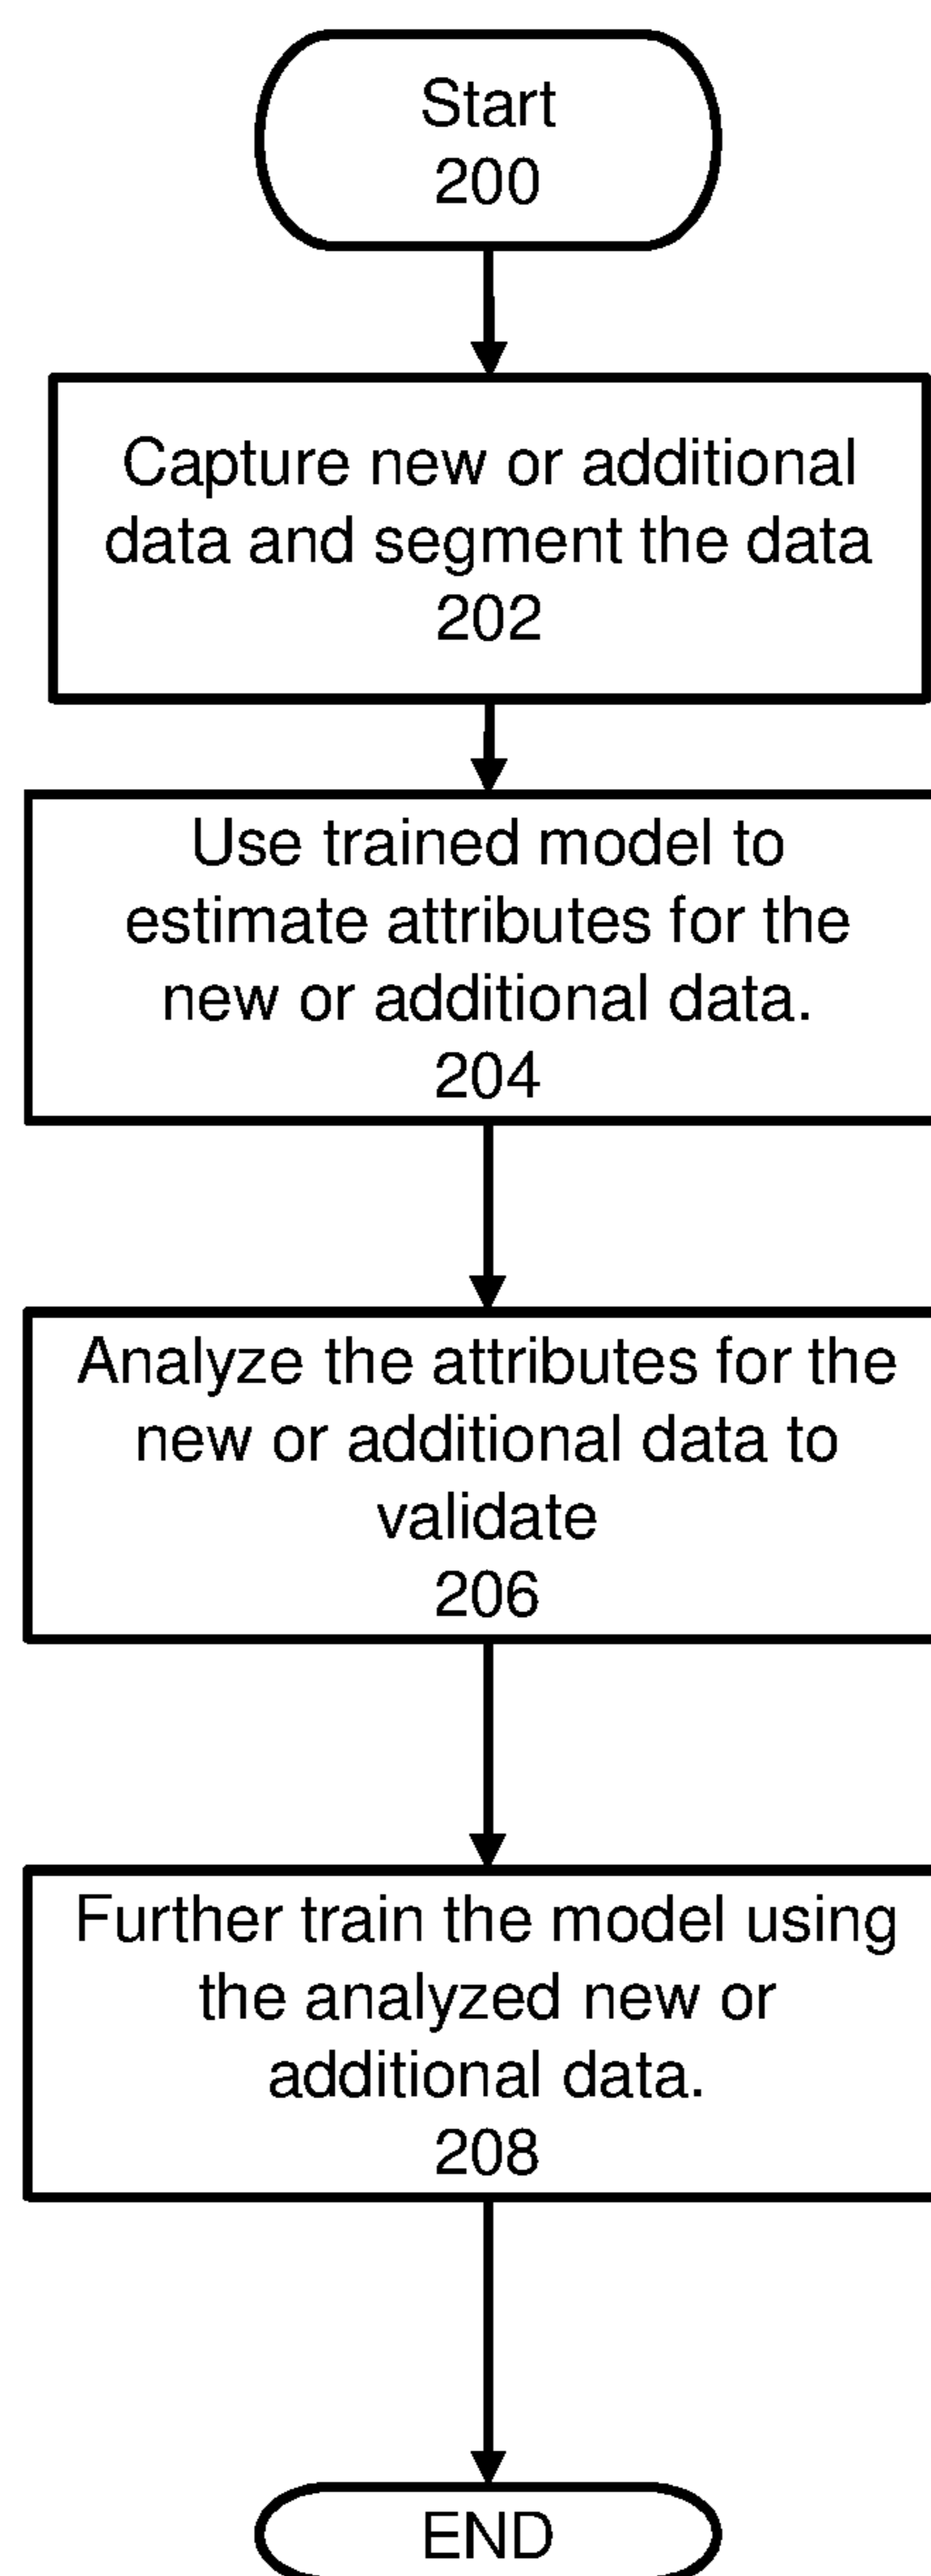 Start
200
Capture new or additional
data and segment the data
202
Use trained model to
estimate attributes for the
new or additional data.
204
Analyze the attributes for the
new or additional data to
validate
206
Further train the model using
the analyzed new or
additional data.
208
END